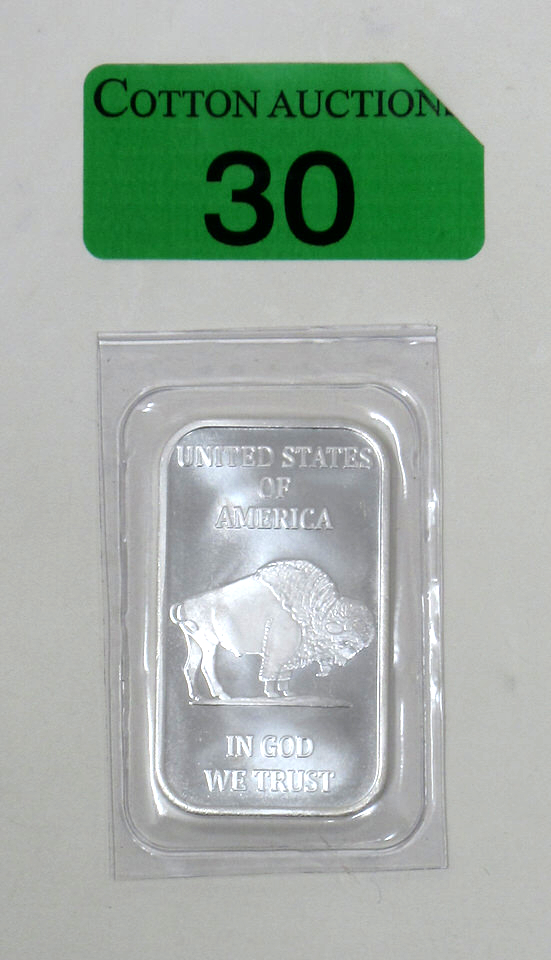 COTTON AUCTION
30
UNITED STATES
OF
AMERICA
IN GOD
WE TRUST